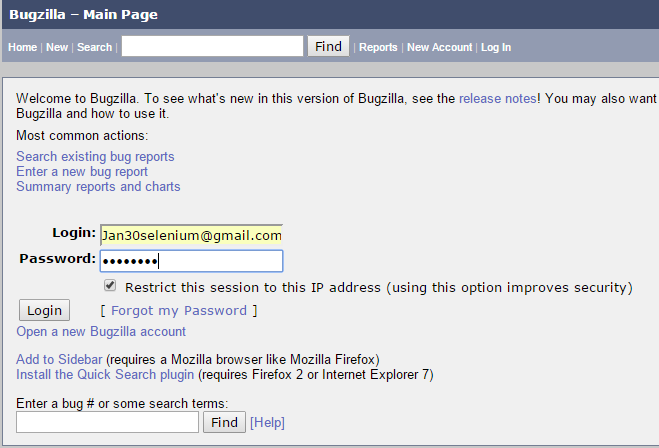 Bugzilla – Main Page
Home | New | Search | Find | Reports | New Account | Log In
Welcome to Bugzilla. To see what's new in this version of Bugzilla, see the release notes! You may also want
Bugzilla and how to use it.
Most common actions:
Search existing bug reports
Enter a new bug report
Summary reports and charts
Login: Jan30selenium@gmail.com
Password: ••••••••
Restrict this session to this IP address (using this option improves security)
Login [ Forgot my Password ]
Open a new Bugzilla account
Add to Sidebar (requires a Mozilla browser like Mozilla Firefox)
Install the Quick Search plugin (requires Firefox 2 or Internet Explorer 7)
Enter a bug # or some search terms:
Find [Help]